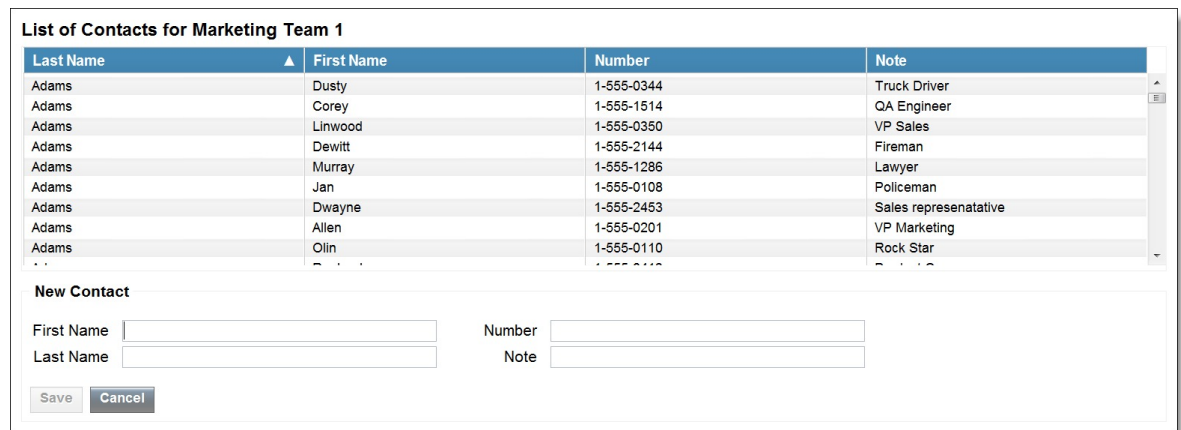 List of Contacts for Marketing Team 1
Last Name ▲ First Name Number Note
Adams Dusty 1-555-0344 Truck Driver
Adams Corey 1-555-1514 QA Engineer
Adams Linwood 1-555-0350 VP Sales
Adams Dewitt 1-555-2144 Fireman
Adams Murray 1-555-1286 Lawyer
Adams Jan 1-555-0108 Policeman
Adams Dwayne 1-555-2453 Sales represenatative
Adams Allen 1-555-0201 VP Marketing
Adams Olin 1-555-0110 Rock Star
New Contact
First Name Number
Last Name Note
Save Cancel